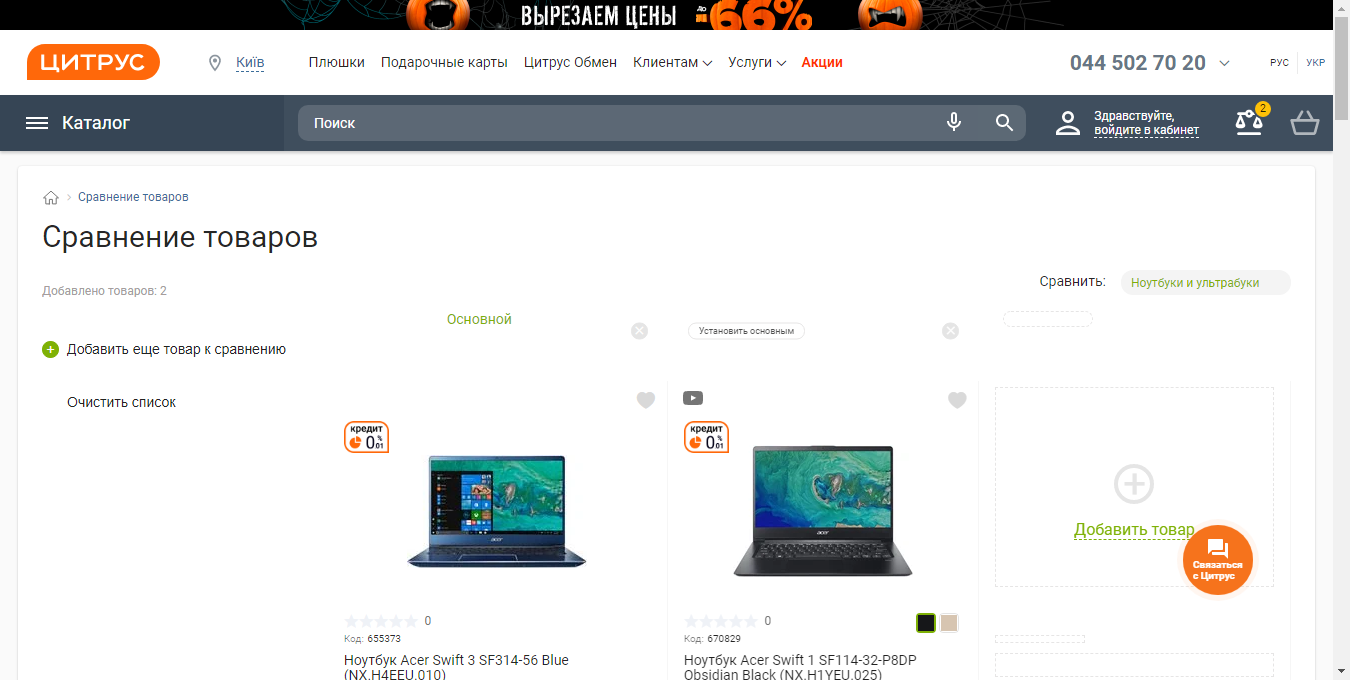 ВЫРЕЗАЕМ ЦЕНЫ ДО 66%
ЦИТРУС
Київ
Плюшки
Подарочные карты
Цитрус Обмен
Клиентам
Услуги
Акции
044 502 70 20
РУС
УКР
Каталог
Поиск
Здравствуйте,
войдите в кабинет
2
Сравнение товаров
Сравнение товаров
Добавлено товаров: 2
Сравнить:
Ноутбуки и ультрабуки
Основной
Установить основным
Добавить еще товар к сравнению
Очистить список
кредит
0,01%
кредит
0,01%
acer
acer
Добавить товар
Связаться
с Цитрус
0
Код: 655373
Ноутбук Acer Swift 3 SF314-56 Blue
(NX.H4EEU.010)
0
Код: 670829
Ноутбук Acer Swift 1 SF114-32-P8DP
Obsidian Black (NX.H1YEU.025)